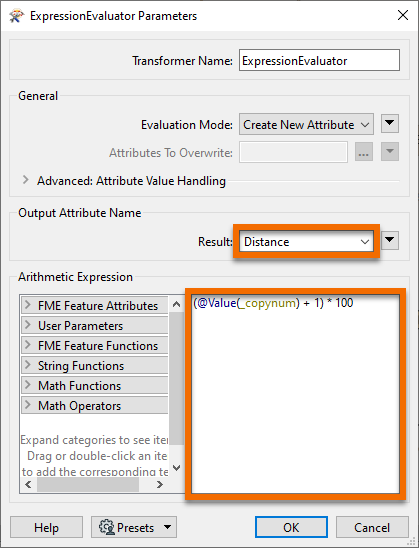 ExpressionEvaluator Parameters
Transformer Name: ExpressionEvaluator
General
Evaluation Mode: Create New Attribute
Attributes To Overwrite:
...
Advanced: Attribute Value Handling
Output Attribute Name
Result: Distance
Arithmetic Expression
FME Feature Attributes
(@Value(_copynum) + 1) * 100
User Parameters
FME Feature Functions
String Functions
Math Functions
Math Operators
Expand categories to see ite
Drag or double-click an ite
to add the corresponding te
Help Presets OK Cancel